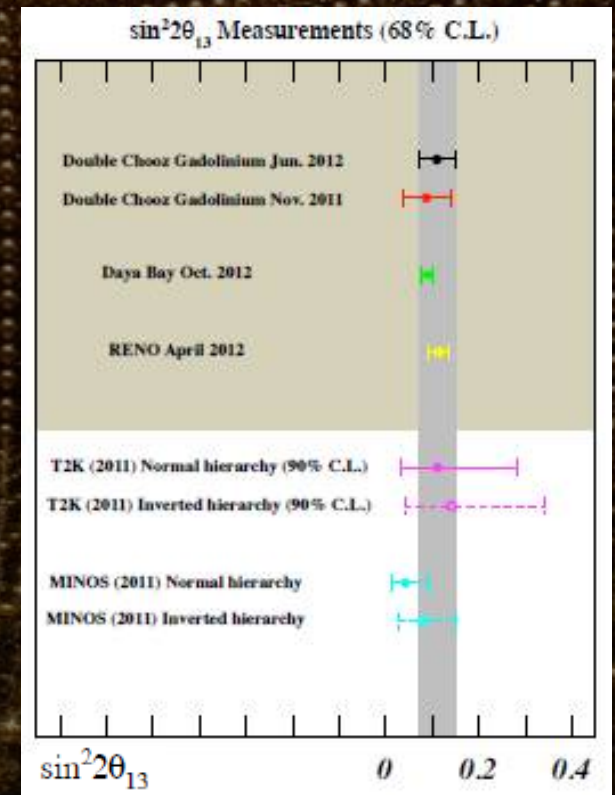 sin²2θ₁₃ Measurements (68% C.L.)
Double Chooz Gadolinium Jun. 2012
Double Chooz Gadolinium Nov. 2011
Daya Bay Oct. 2012
RENO April 2012
T2K (2011) Normal hierarchy (90% C.L.)
T2K (2011) Inverted hierarchy (90% C.L.)
MINOS (2011) Normal hierarchy
MINOS (2011) Inverted hierarchy
sin²2θ₁₃ 0 0.2 0.4